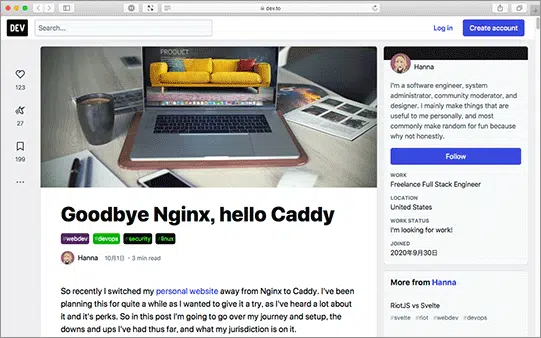 dev.to
DEV
Search...
Log in
Create account
PRODUCT
123
27
199
Goodbye Nginx, hello Caddy
#webdev
#devops
#security
#linux
Hanna
10月1日 ・3 min read
So recently I switched my personal website away from Nginx to Caddy. I've been
planning this for quite a while as I wanted to give it a try, as I've heard a lot about
it and it's perks. So in this post I'm going to go over my journey and setup, the
downs and ups I've had thus far, and what my jurisdiction is on it.
Hanna
I'm a software engineer, system
administrator, community moderator, and
designer. I mainly make things that are
useful to me personally, and most
commonly make random for fun because
why not honestly.
Follow
WORK
Freelance Full Stack Engineer
LOCATION
United States
WORK STATUS
I'm looking for work!
JOINED
2020年9月30日
More from Hanna
RiotJS vs Svelte
#svelte #riot #webdev
#devops